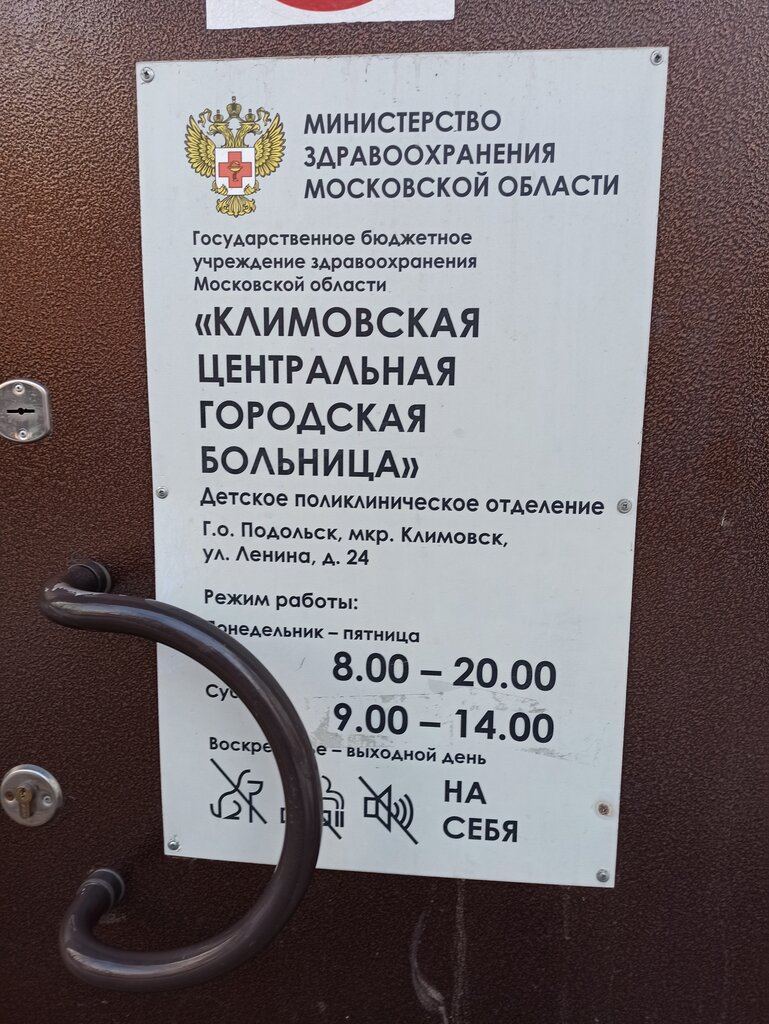 МИНИСТЕРСТВО
ЗДРАВООХРАНЕНИЯ
МОСКОВСКОЙ ОБЛАСТИ
Государственное бюджетное
учреждение здравоохранения
Московской области
«КЛИМОВСКАЯ
ЦЕНТРАЛЬНАЯ
ГОРОДСКАЯ
БОЛЬНИЦА»
Детское поликлиническое отделение
Г.о. Подольск, мкр. Климовск,
ул. Ленина, д. 24
Режим работы:
Понедельник – пятница
8.00 – 20.00
9.00 – 14.00
– выходной день
НА
СЕБЯ